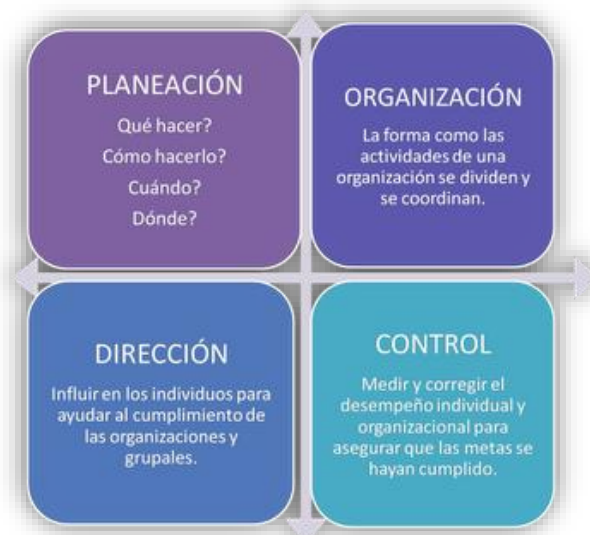 PLANEACIÓN
Qué hacer?
Cómo hacerlo?
Cuándo?
Dónde?
ORGANIZACIÓN
La forma como las
actividades de una
organización se dividen y
se coordinan.
DIRECCIÓN
Influir en los individuos para
ayudar al cumplimiento de
las organizaciones y
grupales.
CONTROL
Medir y corregir el
desempeño individual y
organizacional para
asegurar que las metas se
hayan cumplido.